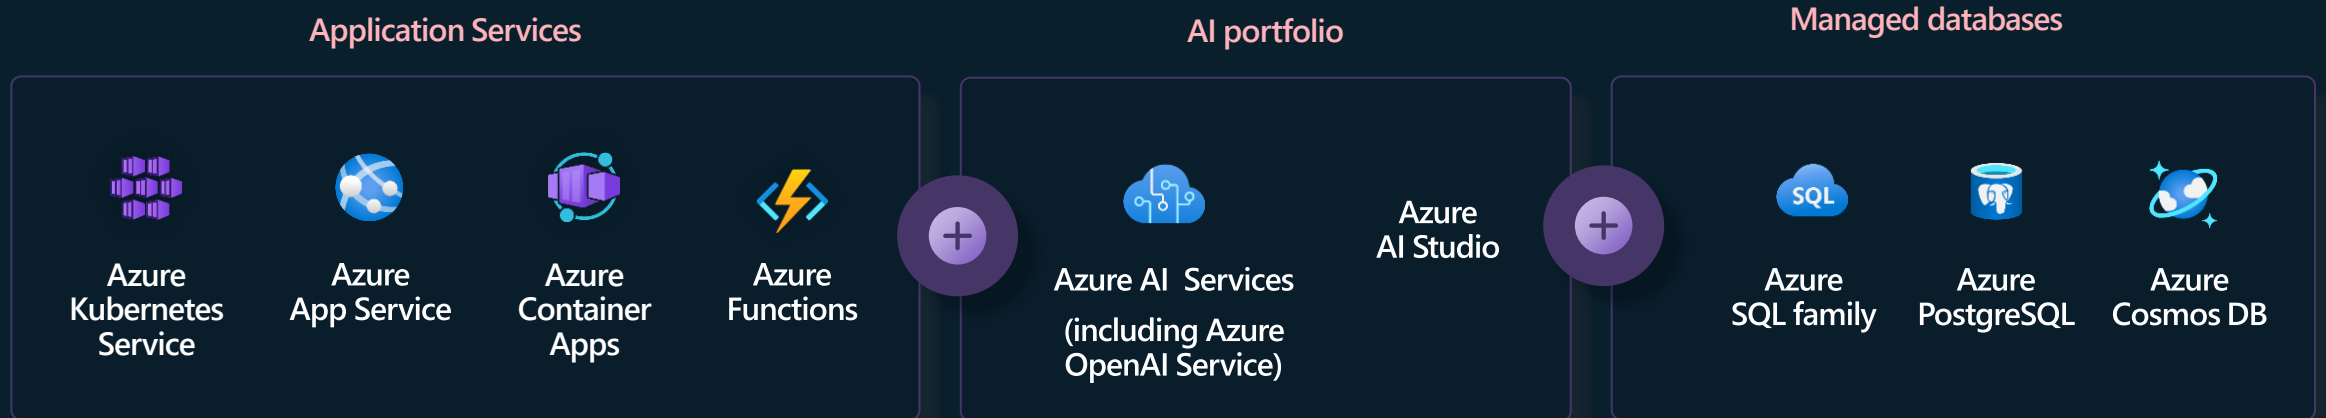 Application Services
Azure
Kubernetes
Service
Azure
App Service
Azure
Container
Apps
Azure
Functions
AI portfolio
Azure AI  Services
(including Azure
OpenAI Service)
Azure
AI Studio
Managed databases
SQL
Azure
SQL family
Azure
PostgreSQL
Azure
Cosmos DB